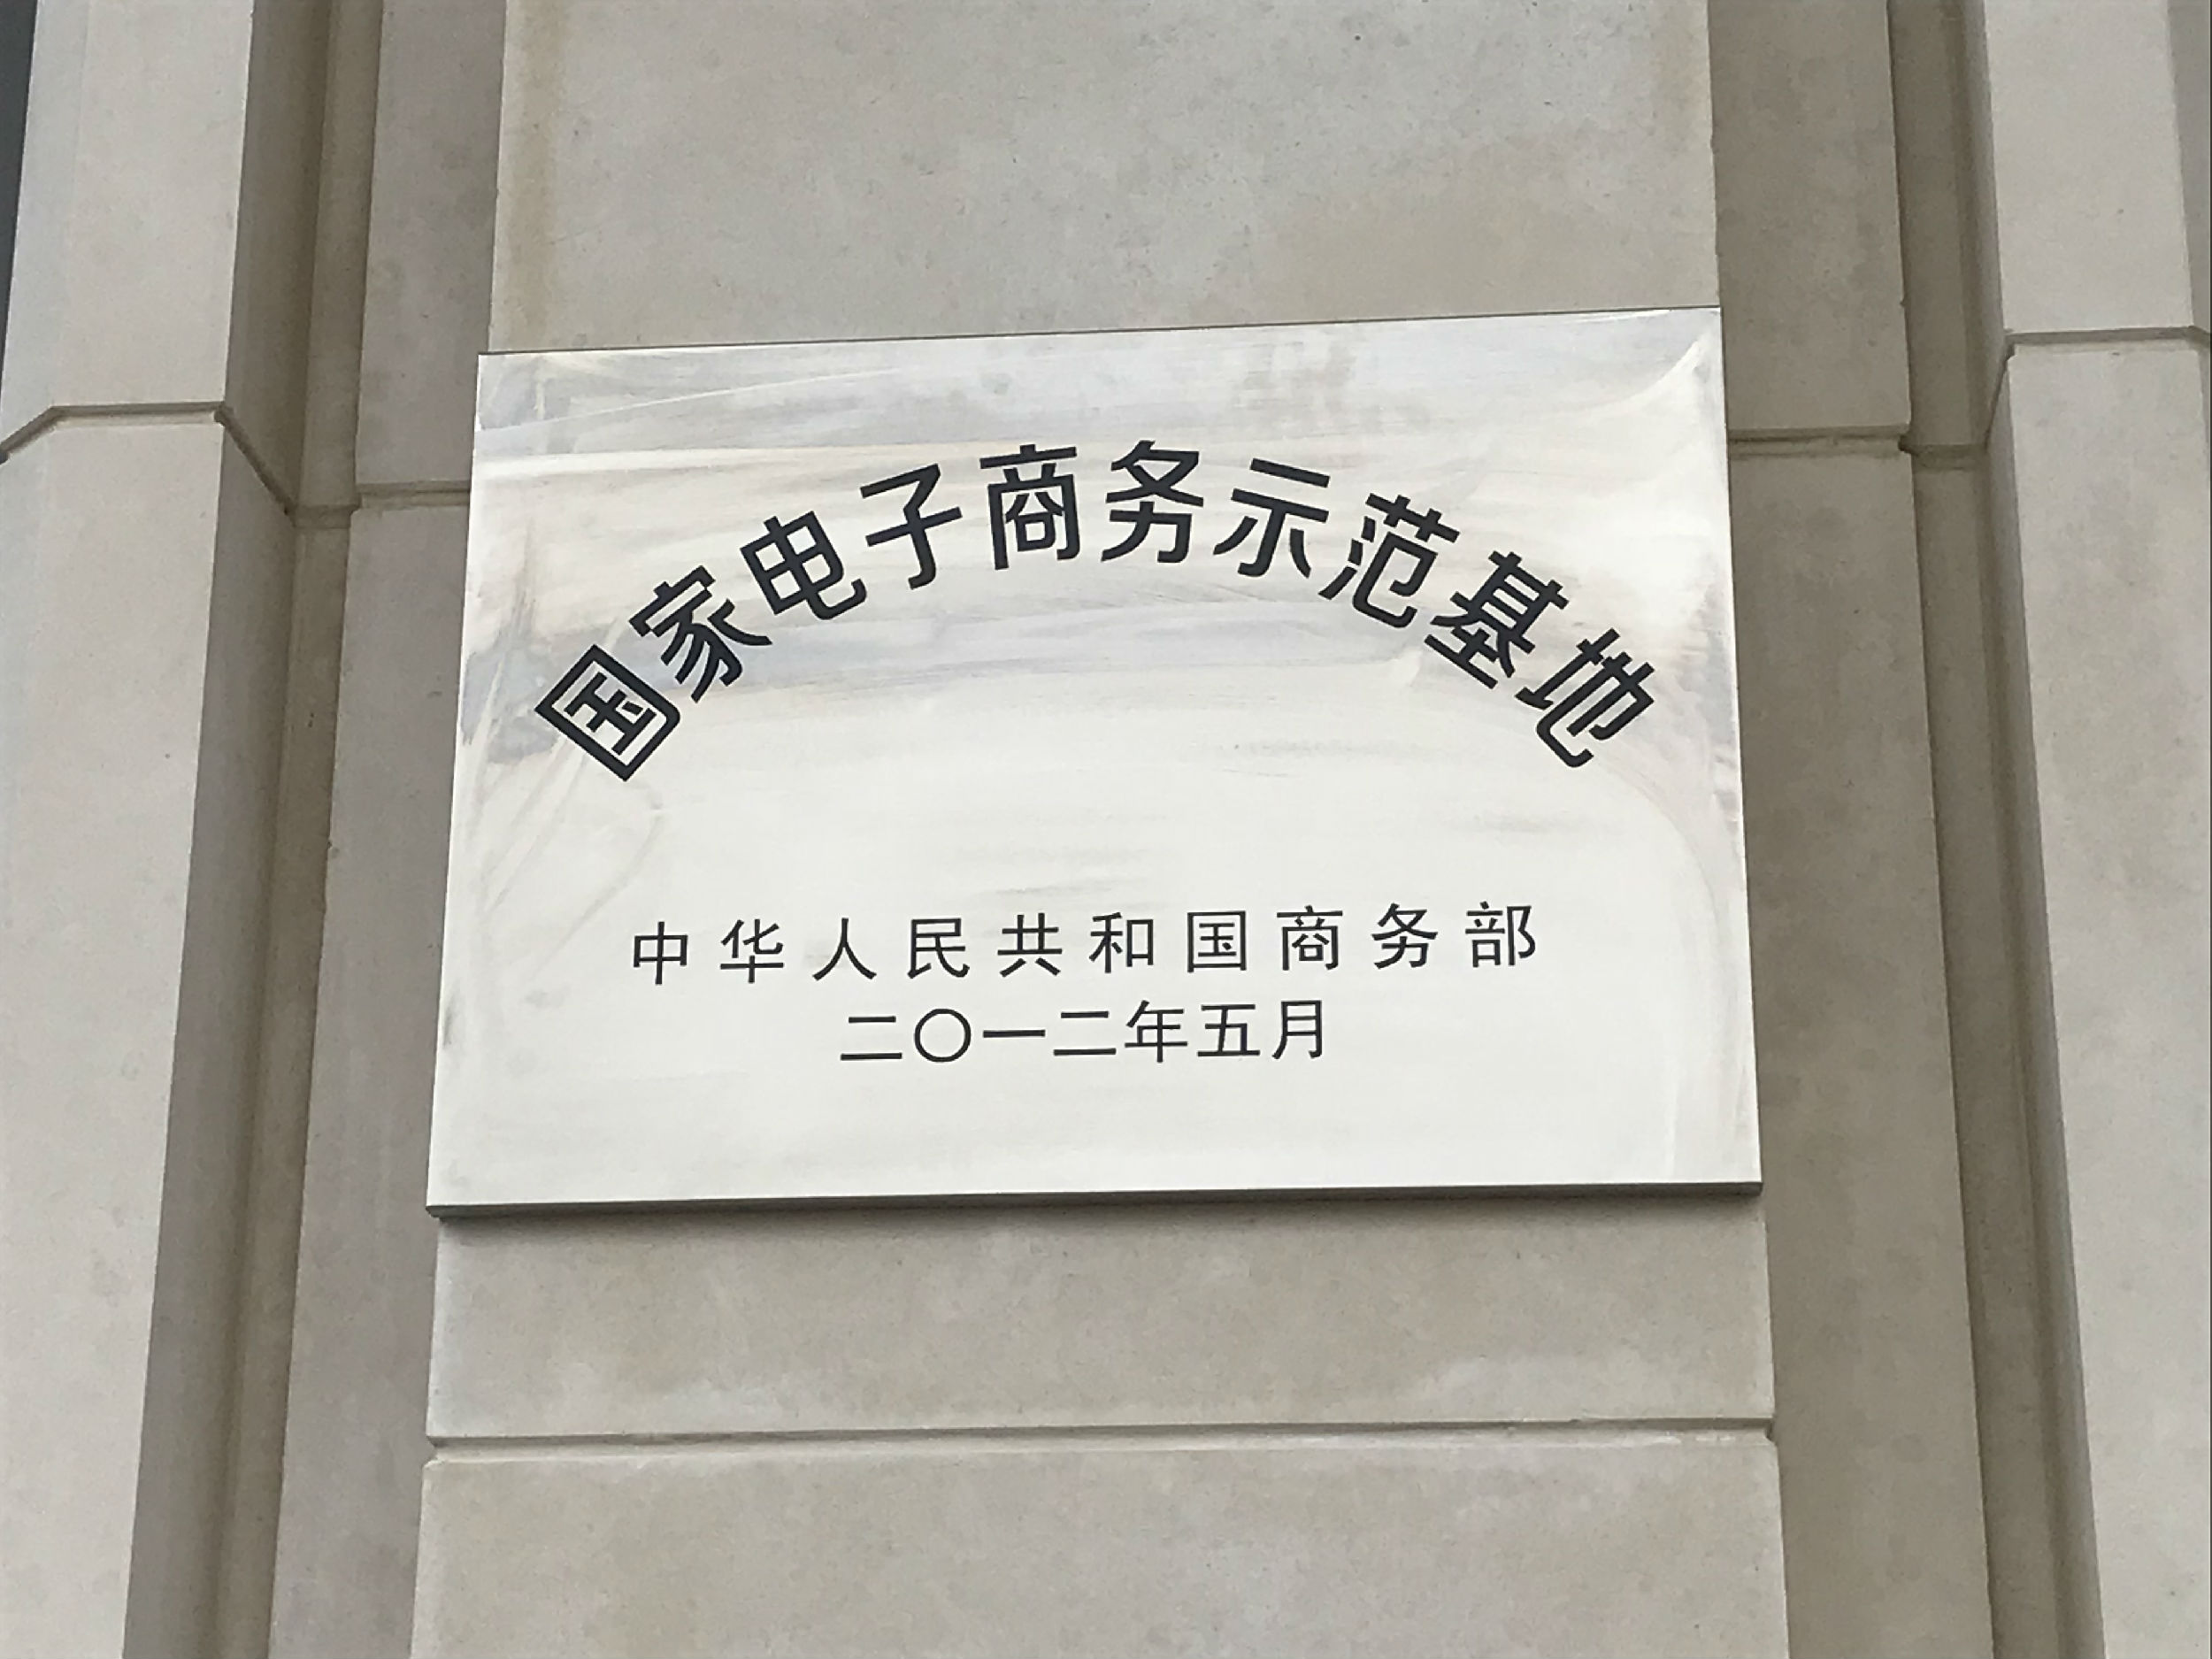 国家电子商务示范基地
中华人民共和国商务部
二〇一二年五月